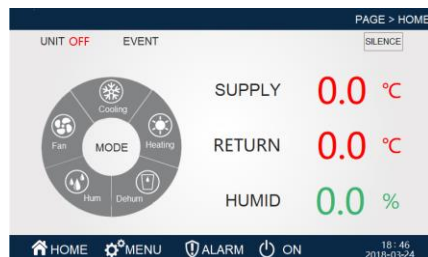 PAGE > HOME
UNIT OFF EVENT SILENCE
Cooling
SUPPLY 0.0 ℃
Fan MODE Heating
RETURN 0.0 ℃
Hum Dehum
HUMID 0.0 %
HOME MENU ALARM ON
18:46
2018-03-24